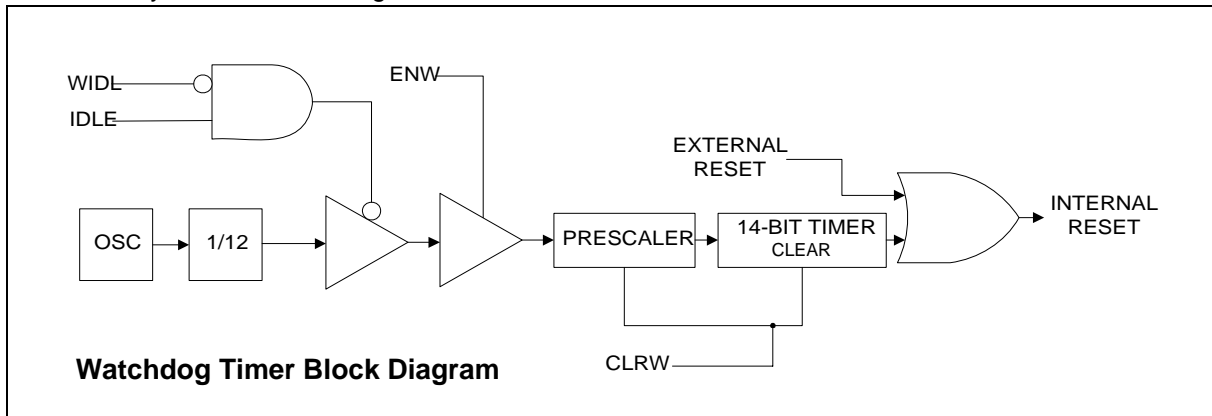 WIDL
IDLE
ENW
EXTERNAL
RESET
OSC
1/12
PRESCALER
14-BIT TIMER
CLEAR
INTERNAL
RESET
CLRW
Watchdog Timer Block Diagram